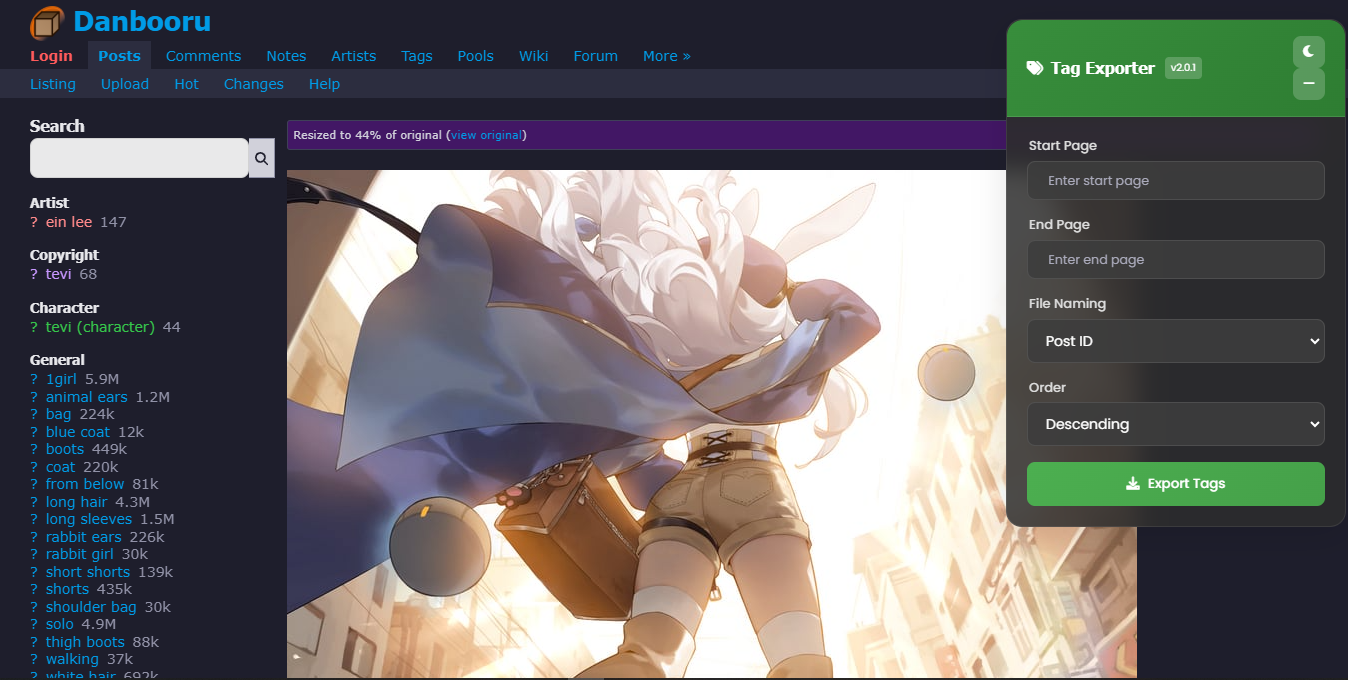 Danbooru
Login Posts Comments Notes Artists Tags Pools Wiki Forum More »
Listing Upload Hot Changes Help
Search
Artist
? ein lee 147
Copyright
? tevi 68
Character
? tevi (character) 44
General
? 1girl 5.9M
? animal ears 1.2M
? bag 224k
? blue coat 12k
? boots 449k
? coat 220k
? from below 81k
? long hair 4.3M
? long sleeves 1.5M
? rabbit ears 226k
? rabbit girl 30k
? short shorts 139k
? shorts 435k
? shoulder bag 30k
? solo 4.9M
? thigh boots 88k
? walking 37k
? white hair 692k
Resized to 44% of original (view original)
Tag Exporter v2.0.1
Start Page
Enter start page
End Page
Enter end page
File Naming
Post ID
Order
Descending
Export Tags